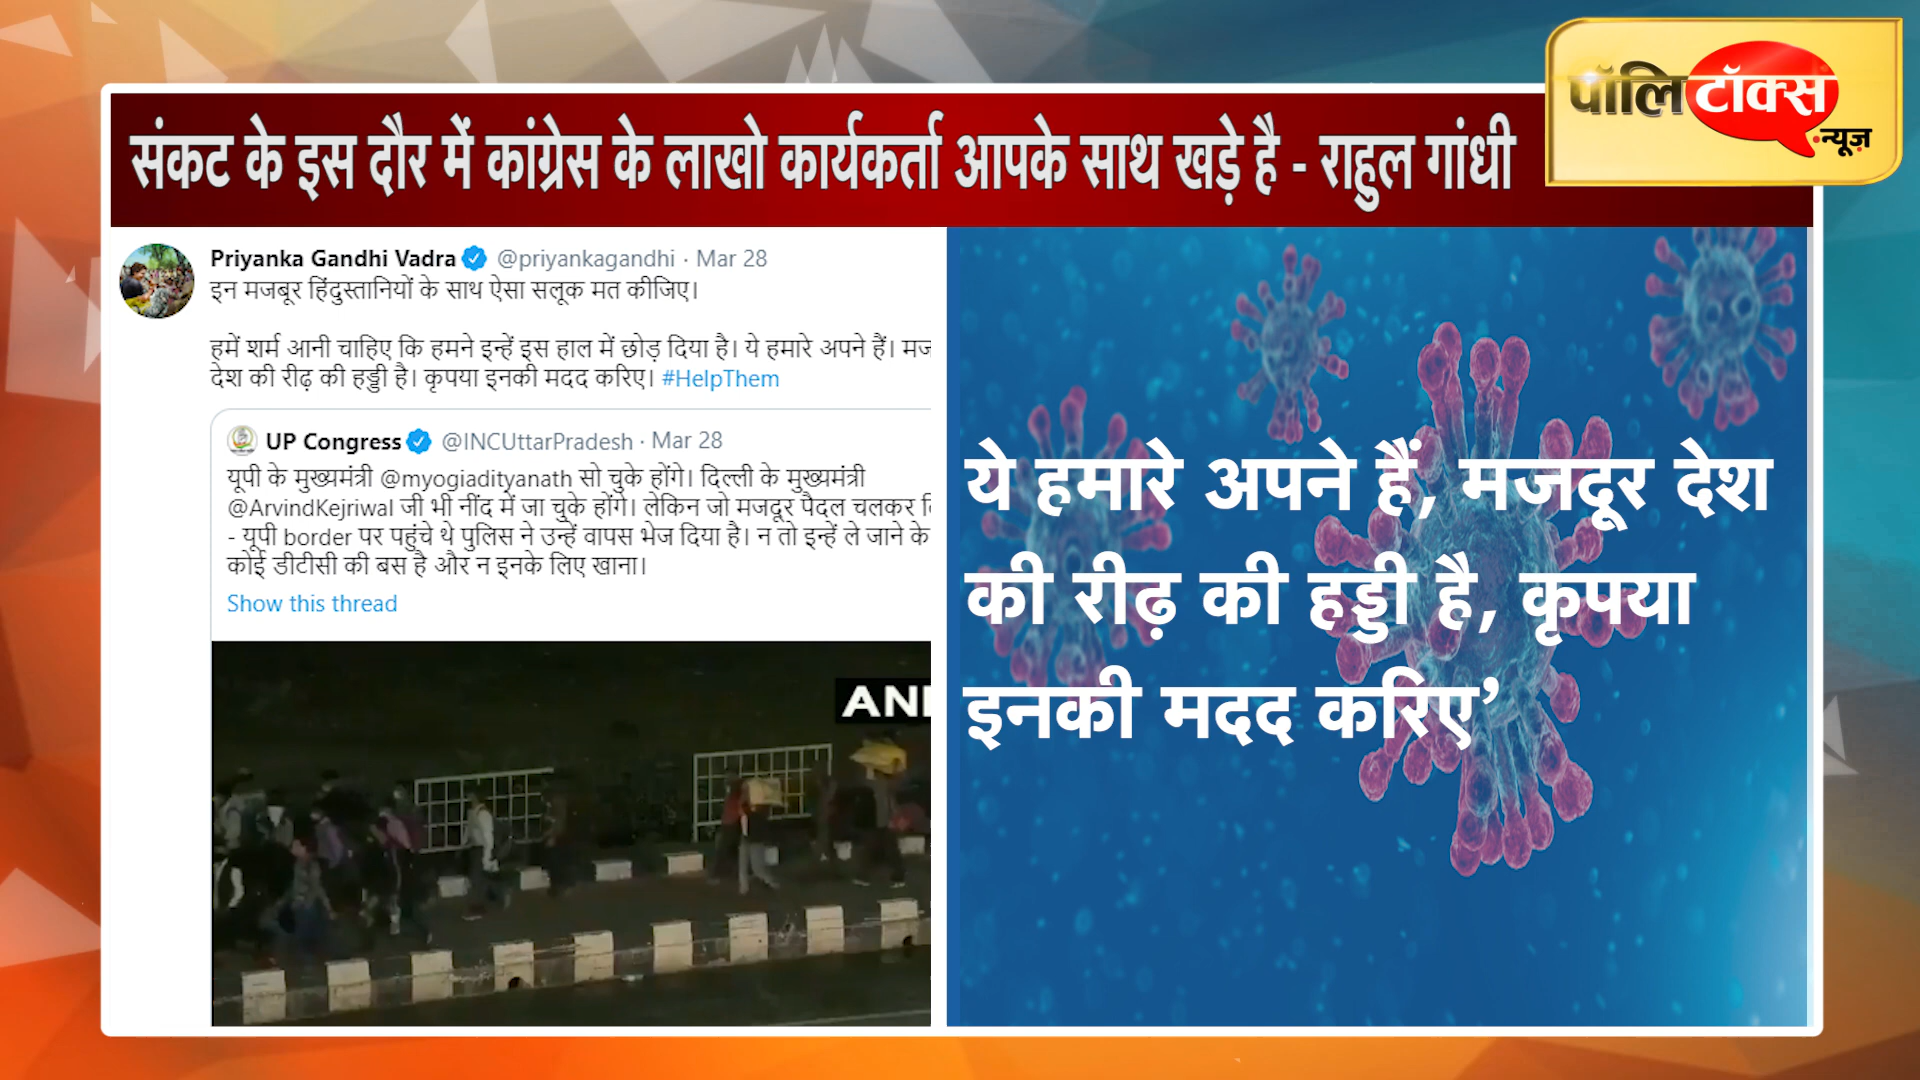 पॉलिटॉक्स
न्यूज़
संकट के इस दौर में कांग्रेस के लाखो कार्यकर्ता आपके साथ खड़े है - राहुल गांधी
Priyanka Gandhi Vadra @priyankagandhi · Mar 28
इन मजबूर हिंदुस्तानियों के साथ ऐसा सलूक मत कीजिए।
हमें शर्म आनी चाहिए कि हमने इन्हें इस हाल में छोड़ दिया है। ये हमारे अपने हैं।
देश की रीढ़ की हड्डी है। कृपया इनकी मदद करिए। #HelpThem
UP Congress @INCUttarPradesh · Mar 28
यूपी के मुख्यमंत्री @myogiadityanath सो चुके होंगे। दिल्ली के मुख्यमंत्री
@ArvindKejriwal जी भी नींद में जा चुके होंगे। लेकिन जो मजदूर पैदल चलकर
- यूपी border पर पहुंचे थे पुलिस ने उन्हें वापस भेज दिया है। न तो इन्हें ले जाने के
कोई डीटीसी की बस है और न इनके लिए खाना।
Show this thread
ANI
ये हमारे अपने हैं, मजदूर देश
की रीढ़ की हड्डी है, कृपया
इनकी मदद करिए’